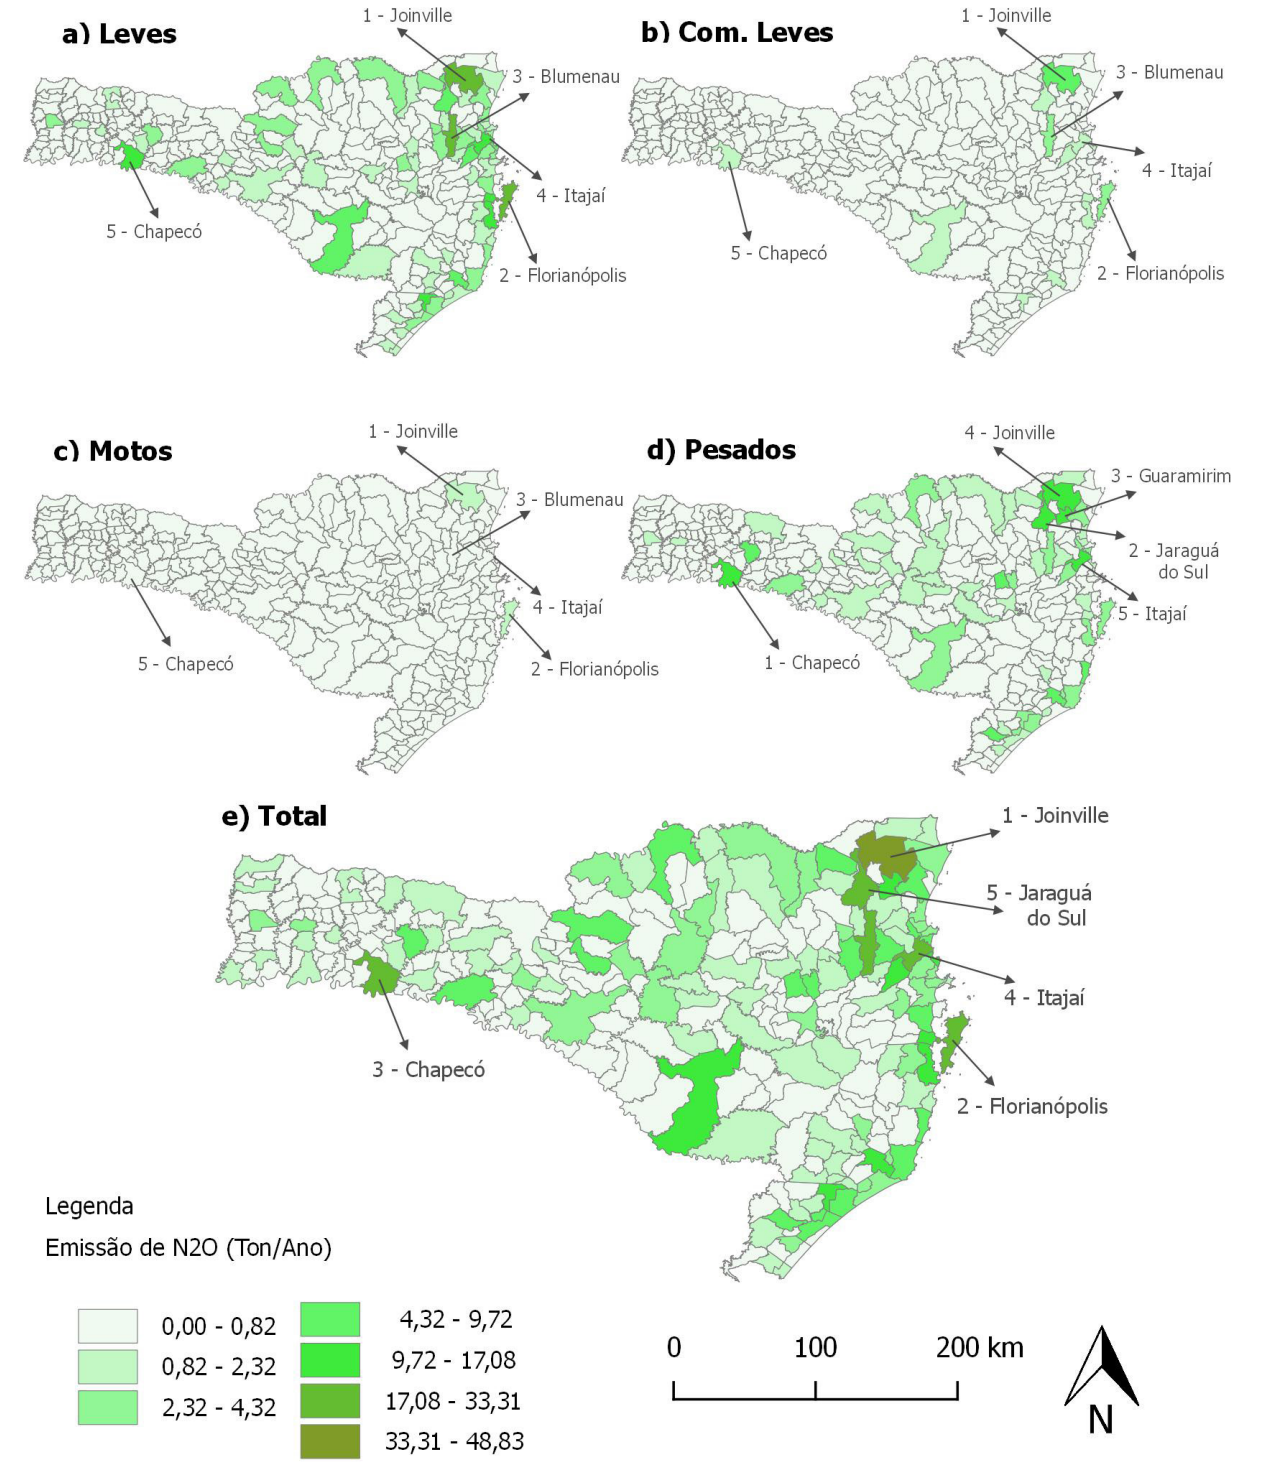 a) Leves
1 - Joinville
3 - Blumenau
4 - Itajaí
5 - Chapecó
2 - Florianópolis
b) Com. Leves
1 - Joinville
3 - Blumenau
4 - Itajaí
5 - Chapecó
2 - Florianópolis
c) Motos
1 - Joinville
3 - Blumenau
4 - Itajaí
5 - Chapecó
2 - Florianópolis
d) Pesados
4 - Joinville
3 - Guaramirim
2 - Jaraguá
do Sul
5 - Itajaí
1 - Chapecó
e) Total
1 - Joinville
5 - Jaraguá
do Sul
4 - Itajaí
3 - Chapecó
2 - Florianópolis
Legenda
Emissão de N2O (Ton/Ano)
0,00 - 0,82
0,82 - 2,32
2,32 - 4,32
4,32 - 9,72
9,72 - 17,08
17,08 - 33,31
33,31 - 48,83
0 100 200 km
N